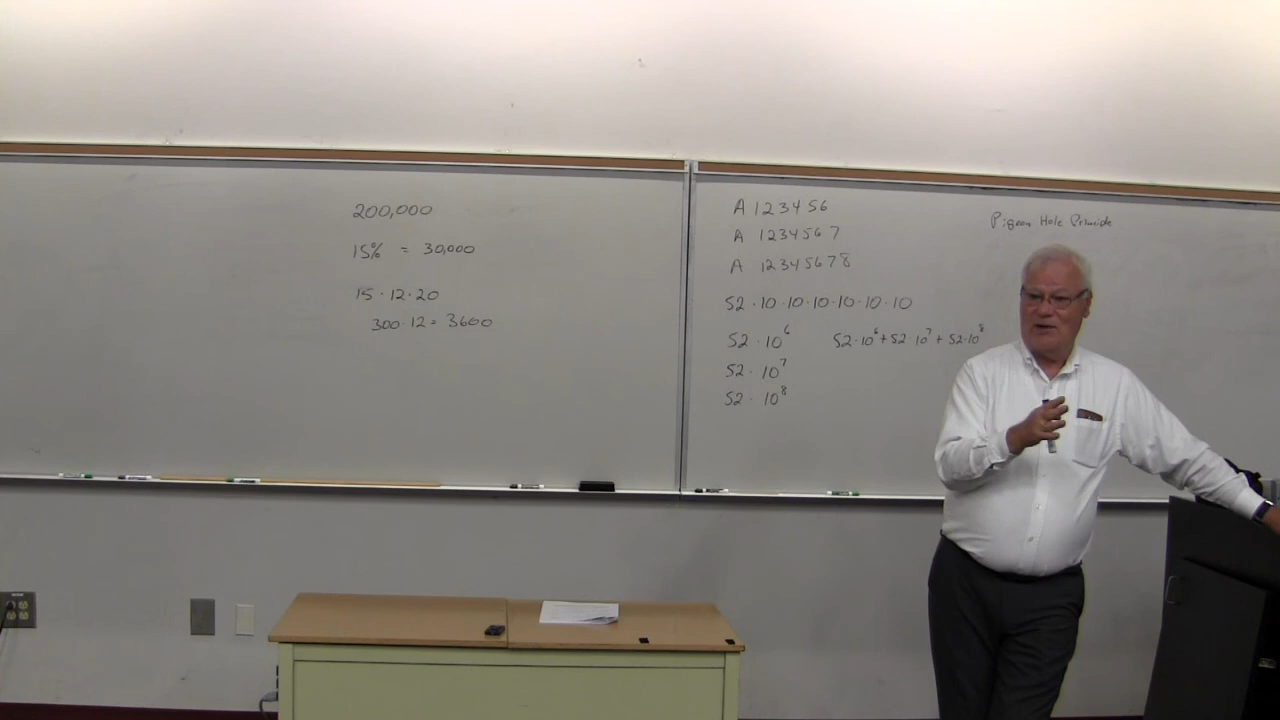 200,000
15% = 30,000
15 · 12 · 20
300 · 12 = 3600
A 123456
A 1234567
A 12345678
52 · 10 · 10 · 10 · 10 · 10 · 10
52 · 10⁶
52 · 10⁶ + 52 · 10⁷ + 52 · 10⁸
52 · 10⁷
52 · 10⁸
Pigeon Hole Principle